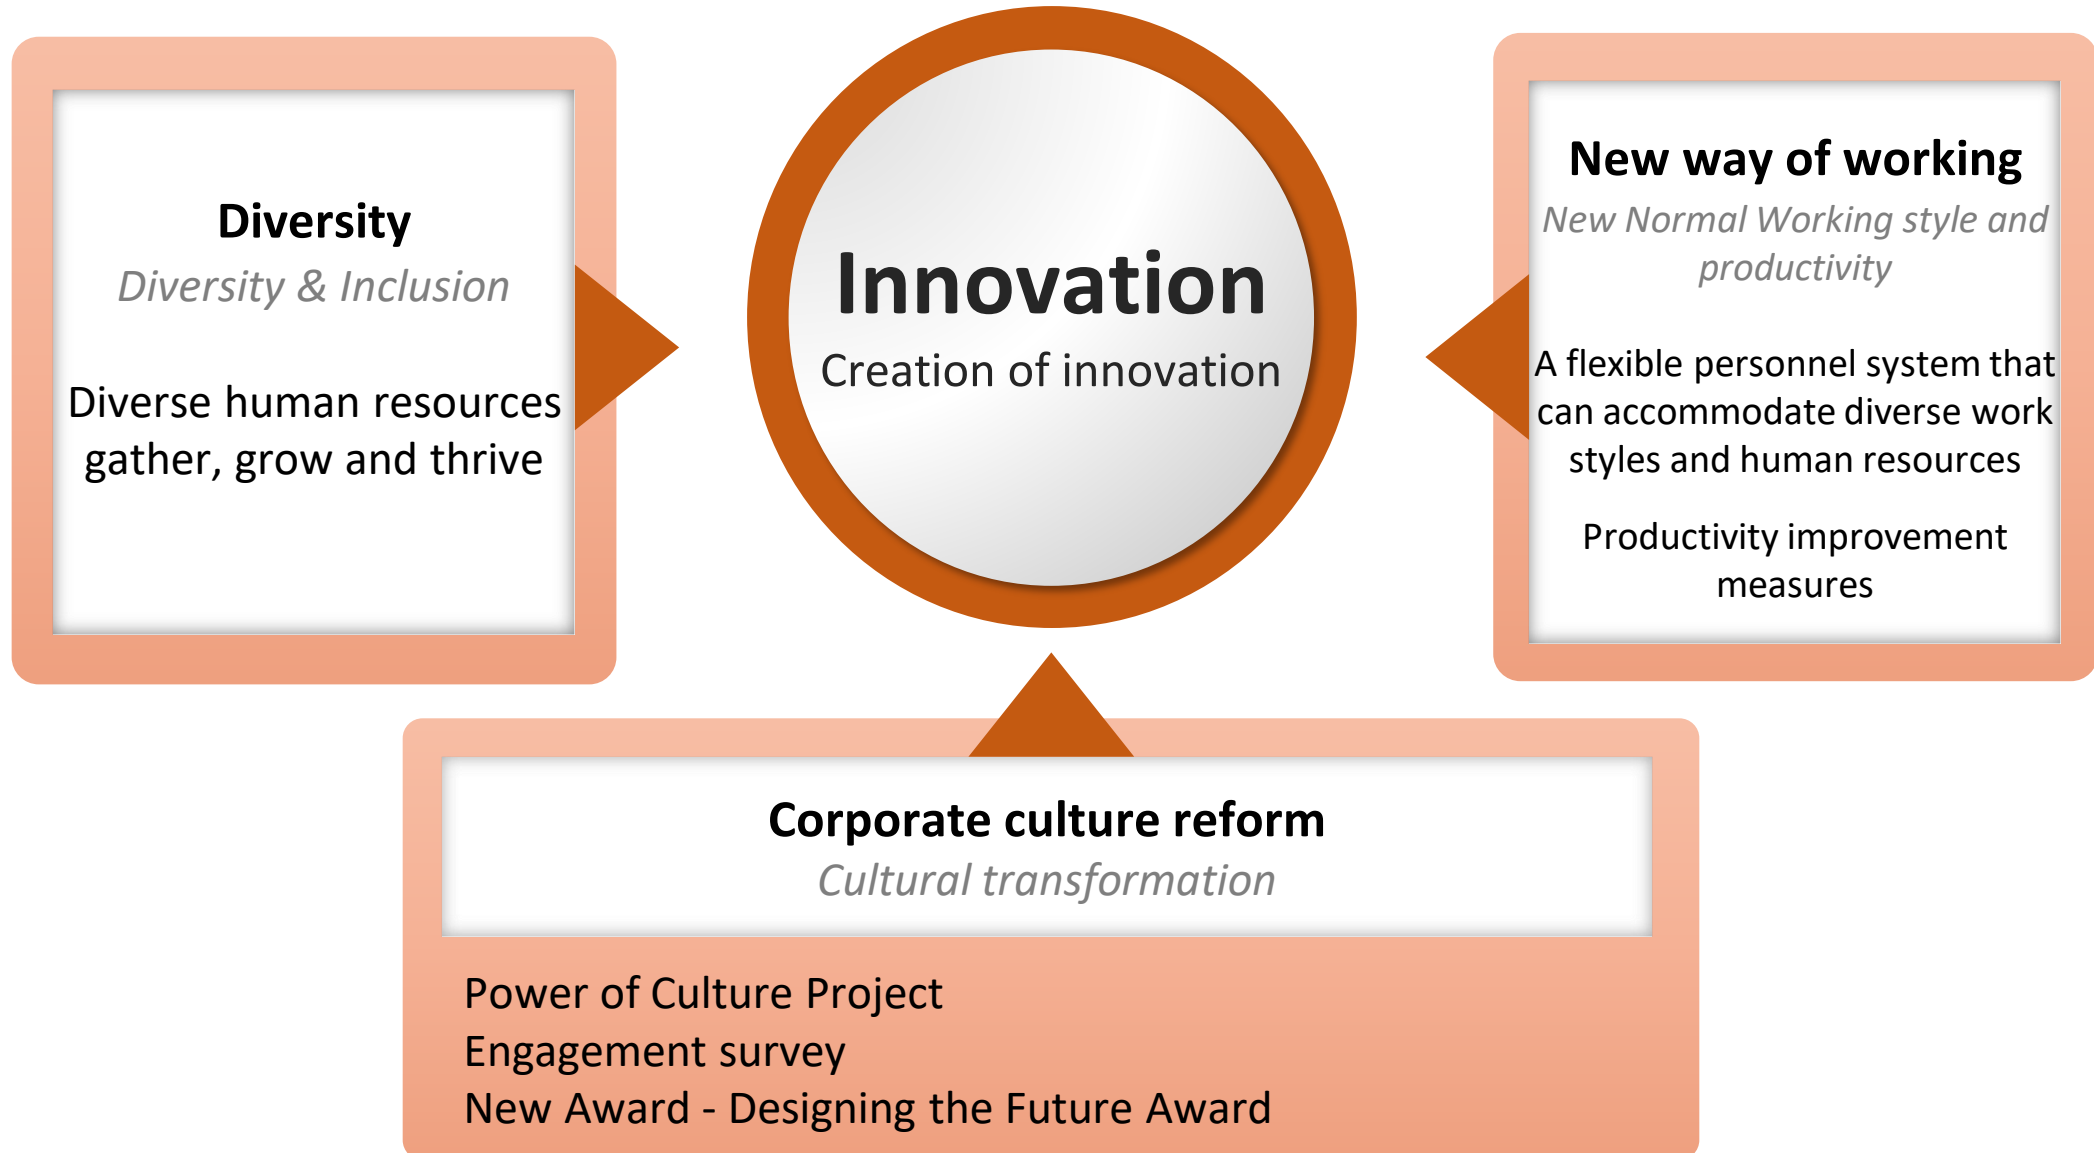 Diversity
Diversity & Inclusion
Diverse human resources
gather, grow and thrive
Innovation
Creation of innovation
New way of working
New Normal Working style and
productivity
A flexible personnel system that
can accommodate diverse work
styles and human resources
Productivity improvement
measures
Corporate culture reform
Cultural transformation
Power of Culture Project
Engagement survey
New Award - Designing the Future Award